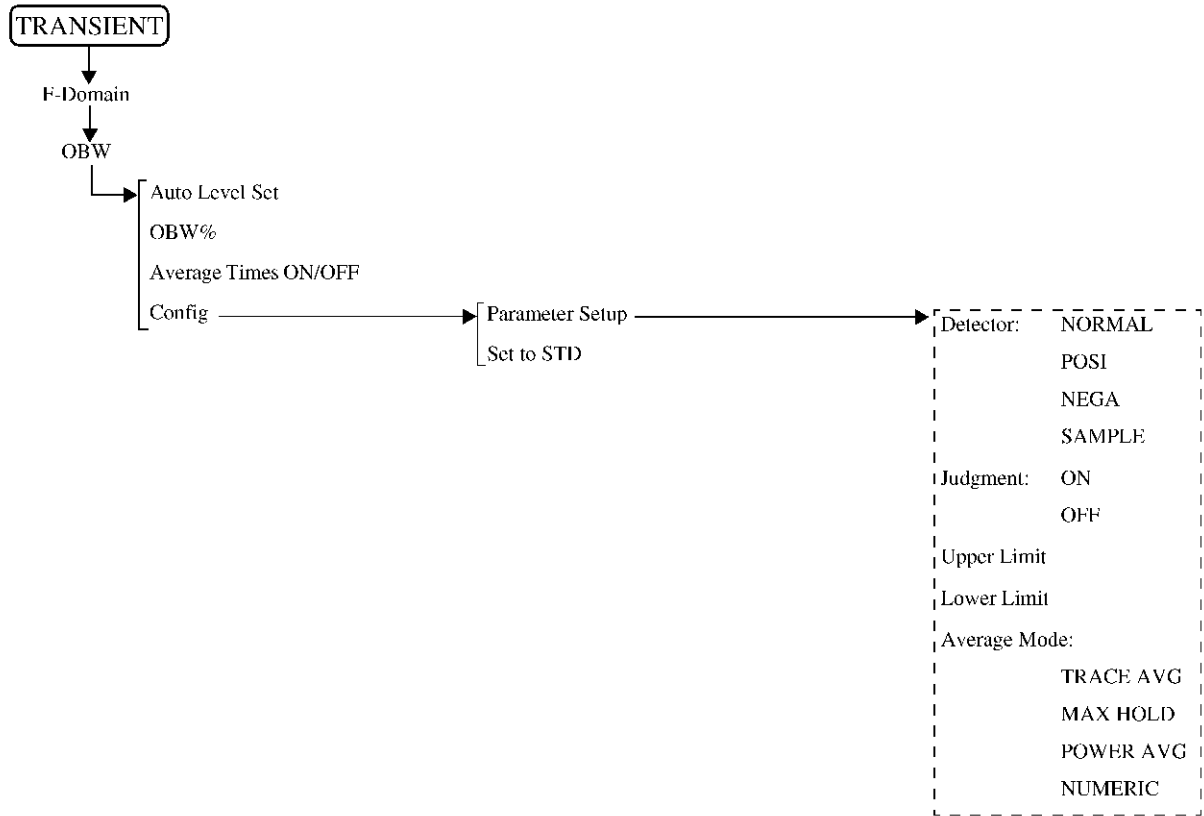 TRANSIENT
F-Domain
OBW
Auto Level Set
OBW%
Average Times ON/OFF
Config
Parameter Setup
Set to STD
Detector: NORMAL
POSI
NEGA
SAMPLE
Judgment: ON
OFF
Upper Limit
Lower Limit
Average Mode:
TRACE AVG
MAX HOLD
POWER AVG
NUMERIC